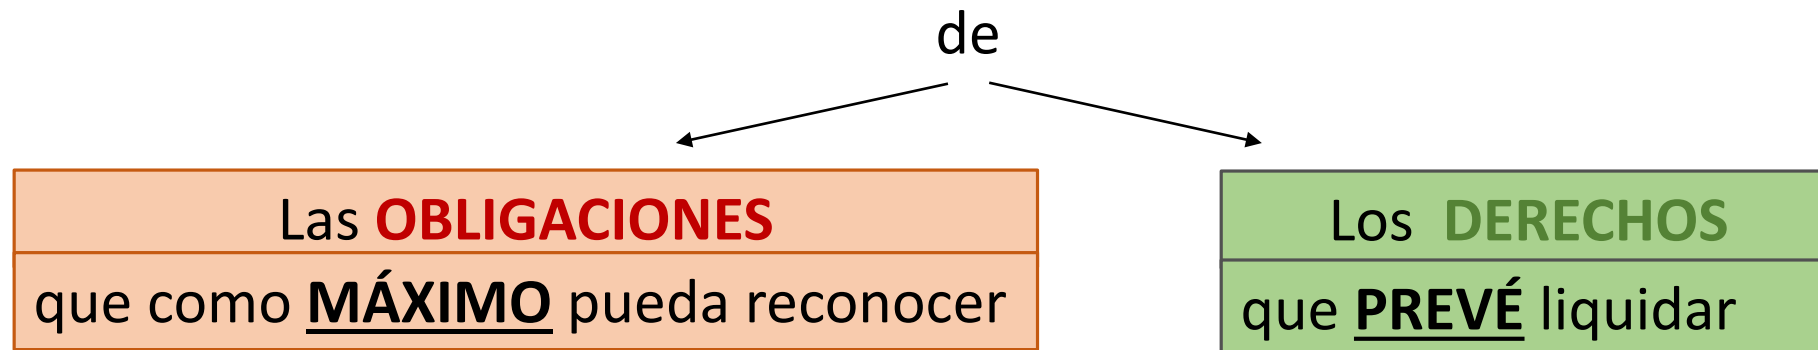 de
Las OBLIGACIONES
que como MÁXIMO pueda reconocer
Los DERECHOS
que PREVÉ liquidar